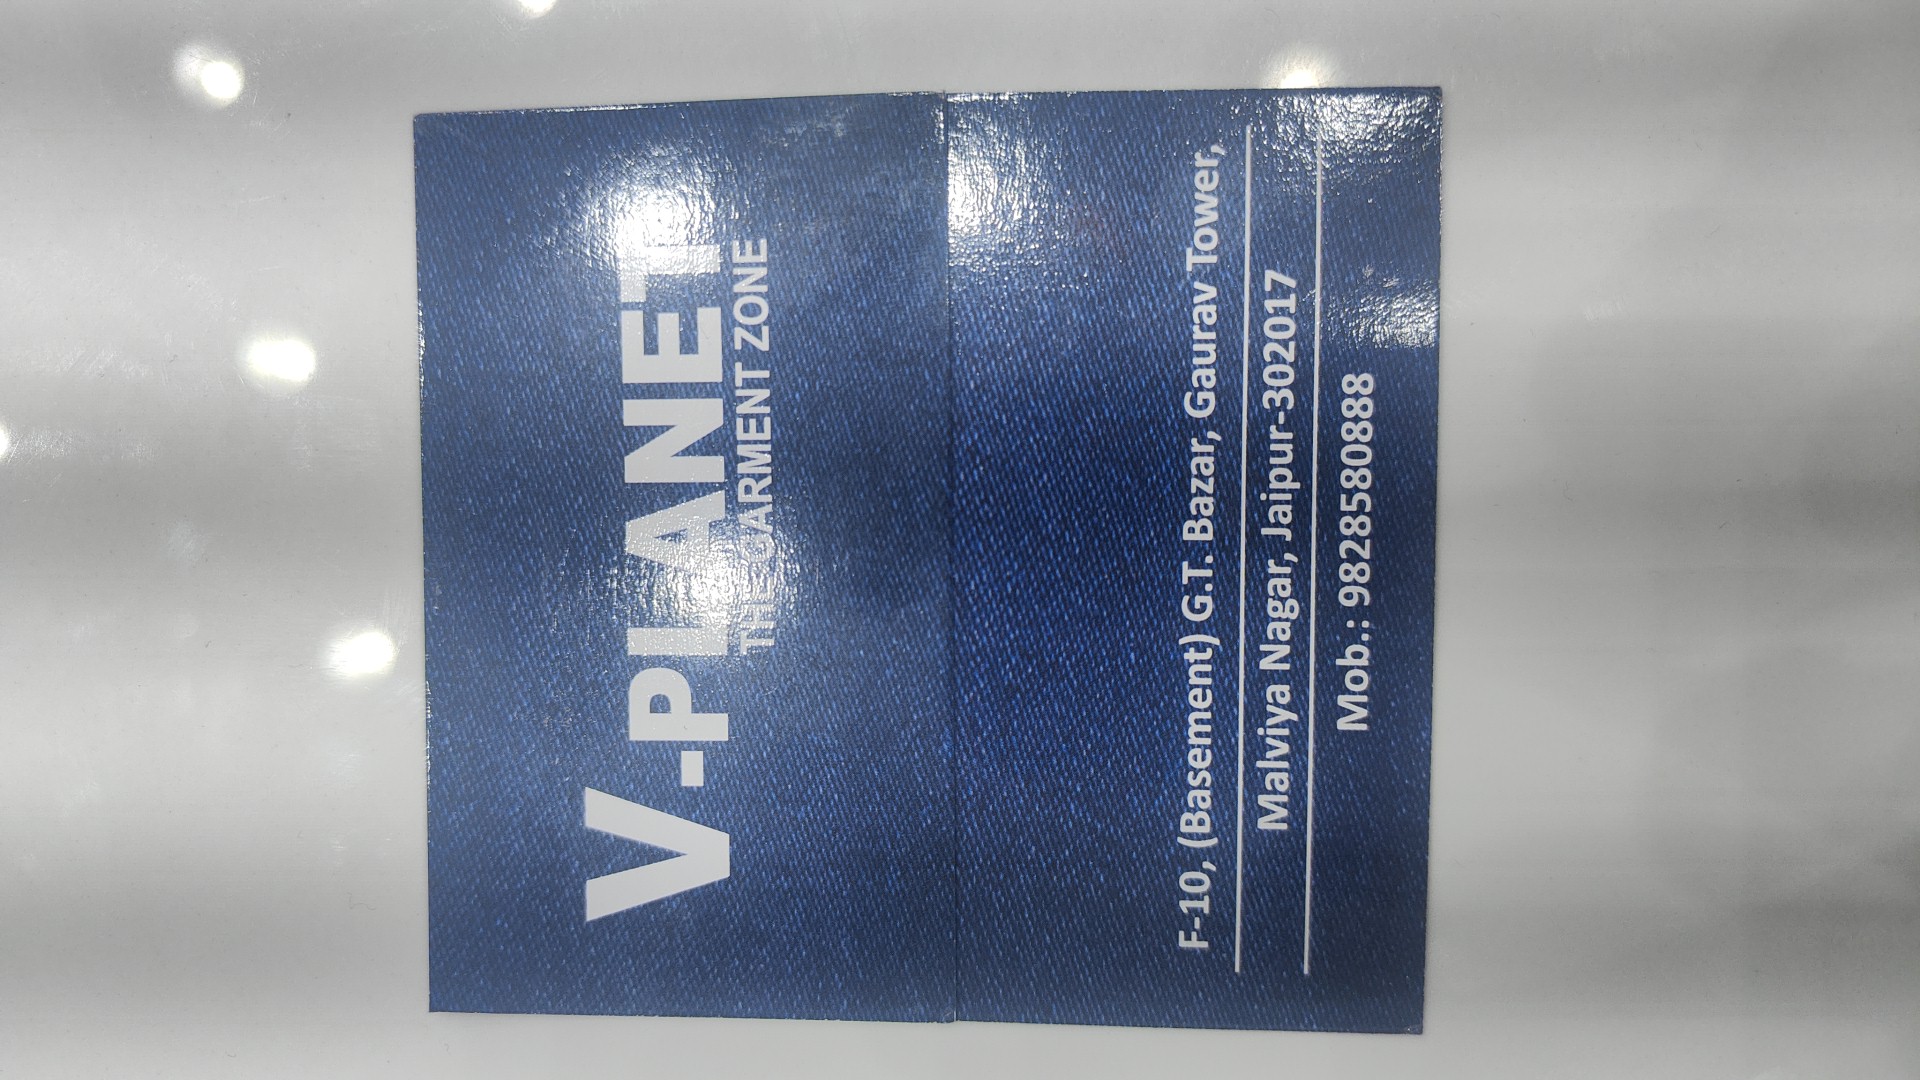 V-PLANET
THE GARMENT ZONE
F-10, (Basement) G.T. Bazar, Gaurav Tower,
Malviya Nagar, Jaipur-302017
Mob.: 9828580888